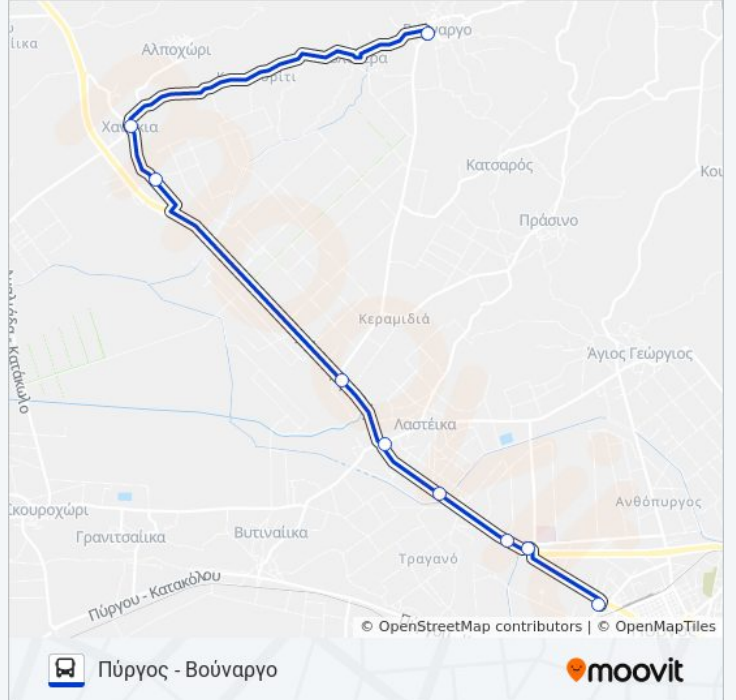 Αλποχώρι
Κατσαρός
Πράσινο
Κεραμιδιά
Άγιος Γεώργιος
Λαστέικα
Ανθόπυργος
Σκουροχώρι
Γρανιτσαίικα
Βυτιναίικα
Τραγανό
Πύργου - Κατακόλου
© OpenStreetMap contributors | © OpenMapTiles
Πύργος - Βούναργο
moovit